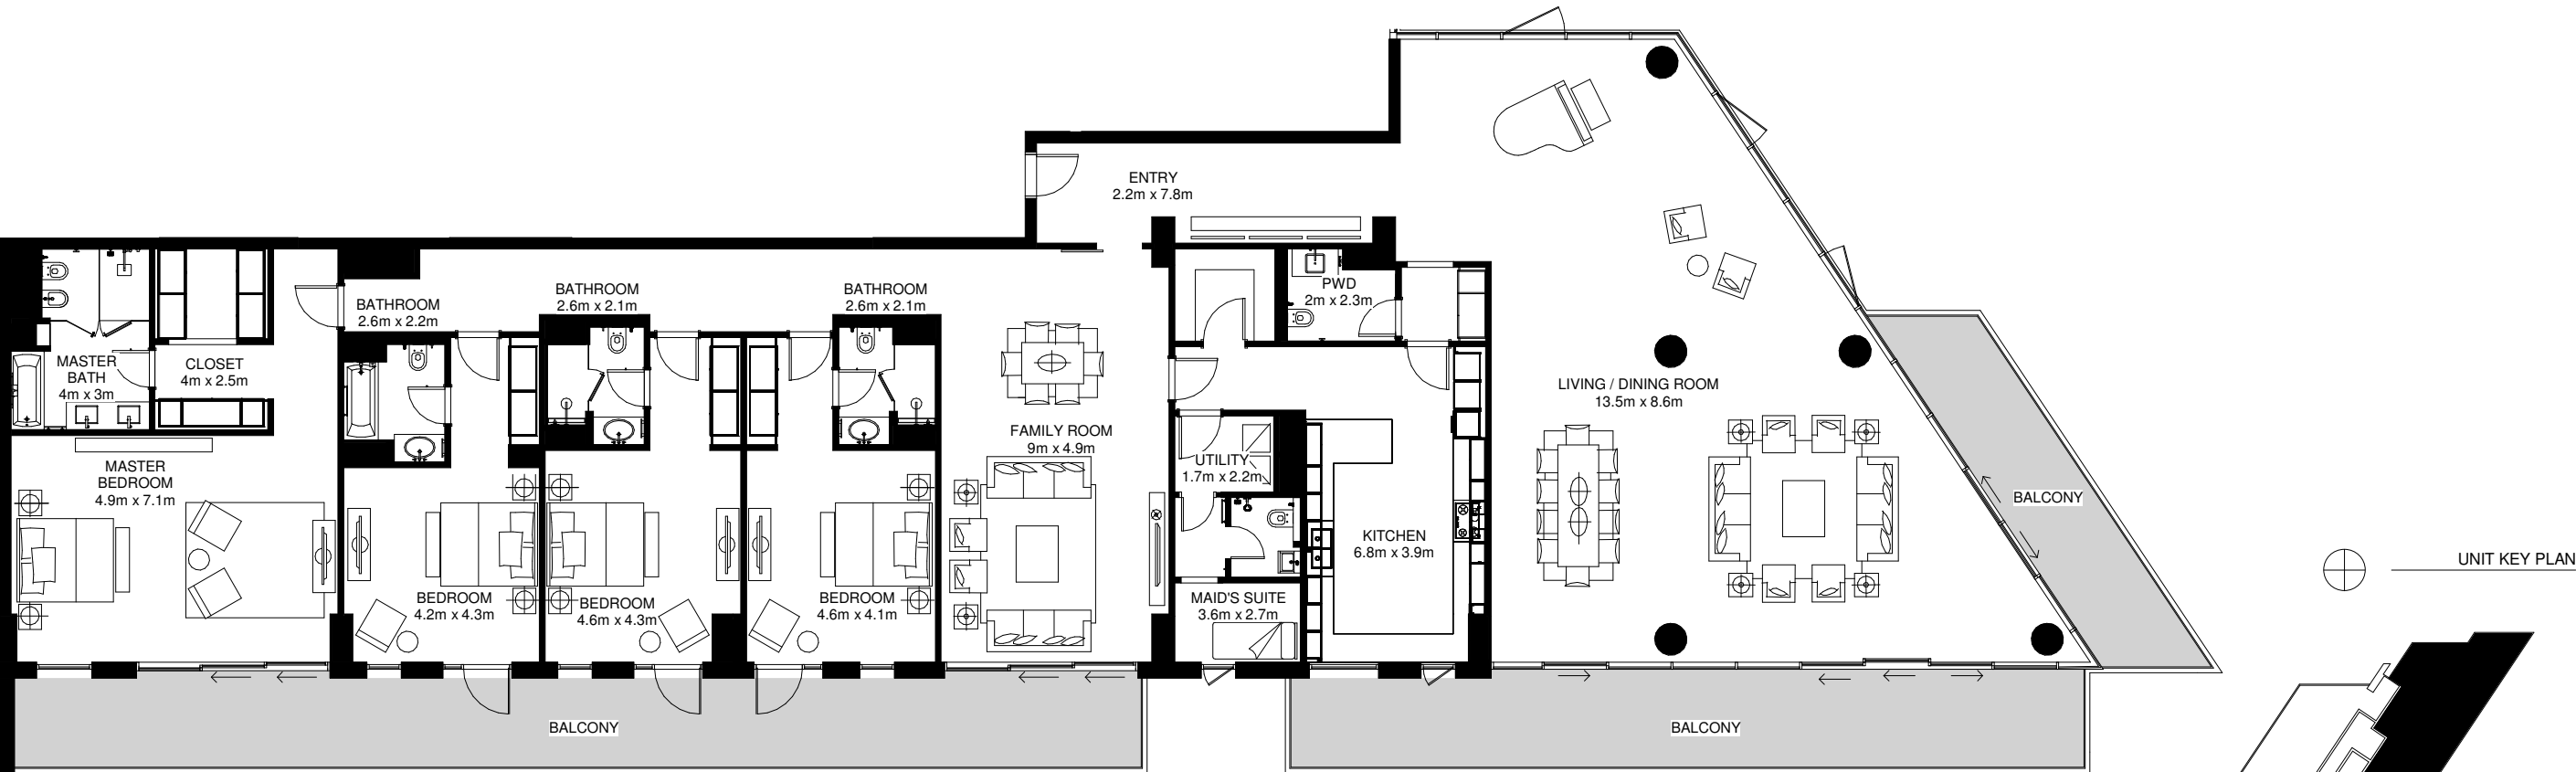 ENTRY
2.2m x 7.8m
BATHROOM
2.6m x 2.2m
BATHROOM
2.6m x 2.1m
BATHROOM
2.6m x 2.1m
PWD
2m x 2.3m
MASTER
BATH
4m x 3m
CLOSET
4m x 2.5m
LIVING / DINING ROOM
13.5m x 8.6m
FAMILY ROOM
9m x 4.9m
MASTER
BEDROOM
4.9m x 7.1m
UTILITY
1.7m x 2.2m
BALCONY
KITCHEN
6.8m x 3.9m
UNIT KEY PLAN
BEDROOM
4.2m x 4.3m
BEDROOM
4.6m x 4.3m
BEDROOM
4.6m x 4.1m
MAID'S SUITE
3.6m x 2.7m
BALCONY
BALCONY